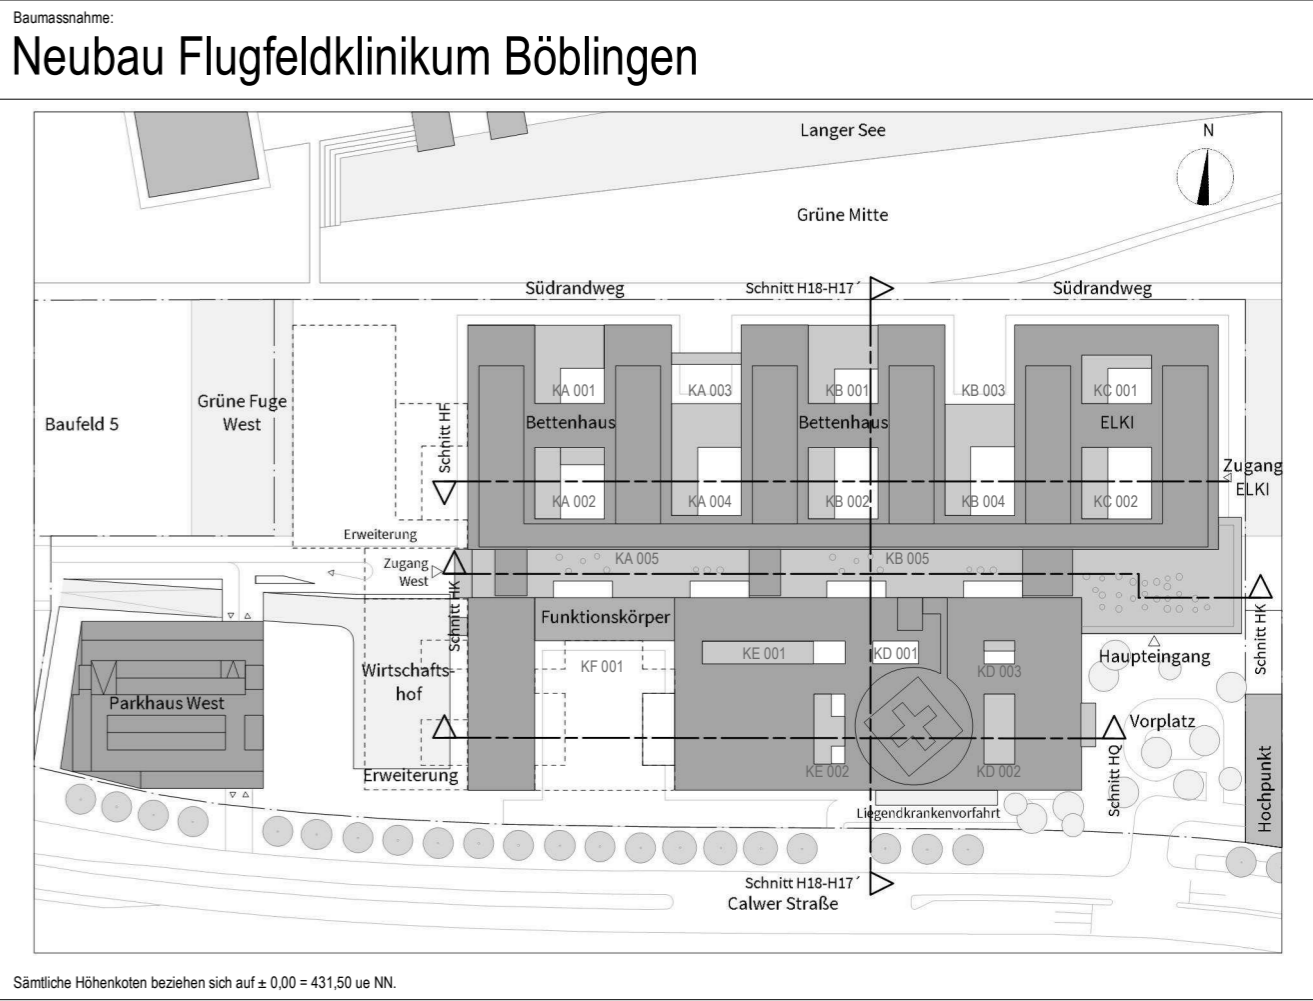 Baumassnahme:
Neubau Flugfeldklinikum Böblingen
Langer See
N
Grüne Mitte
Südrandweg
Schnitt H18-H17´
Südrandweg
KA 001
KA 003
KB 001
KB 003
KC 001
Grüne Fuge
West
Baufeld 5
Schnitt HF
Bettenhaus
Bettenhaus
ELKI
Zugang
ELKI
KA 002
KA 004
KB 002
KB 004
KC 002
Erweiterung
Zugang
West
KA 005
KB 005
Schnitt HK
Schnitt HK
Funktionskörper
KF 001
KE 001
KD 001
KD 003
Haupteingang
Wirtschafts-
hof
Parkhaus West
Vorplatz
Erweiterung
KE 002
KD 002
Schnitt HQ
Hochpunkt
Liegendkrankenvorfahrt
Schnitt H18-H17´
Calwer Straße
Sämtliche Höhenkoten beziehen sich auf ± 0,00 = 431,50 ue NN.